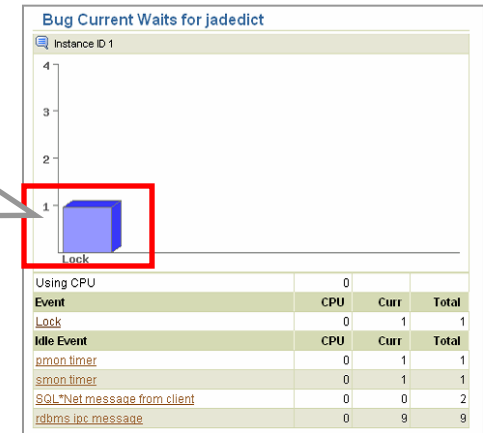 Bug Current Waits for jadedict
Instance ID 1
4
3
2
1
Lock
Using CPU 0
Event CPU Curr Total
Lock 0 1 1
Idle Event CPU Curr Total
pmon timer 0 1 1
smon timer 0 1 1
SQL*Net message from client 0 0 2
rdbms ipc message 0 9 9